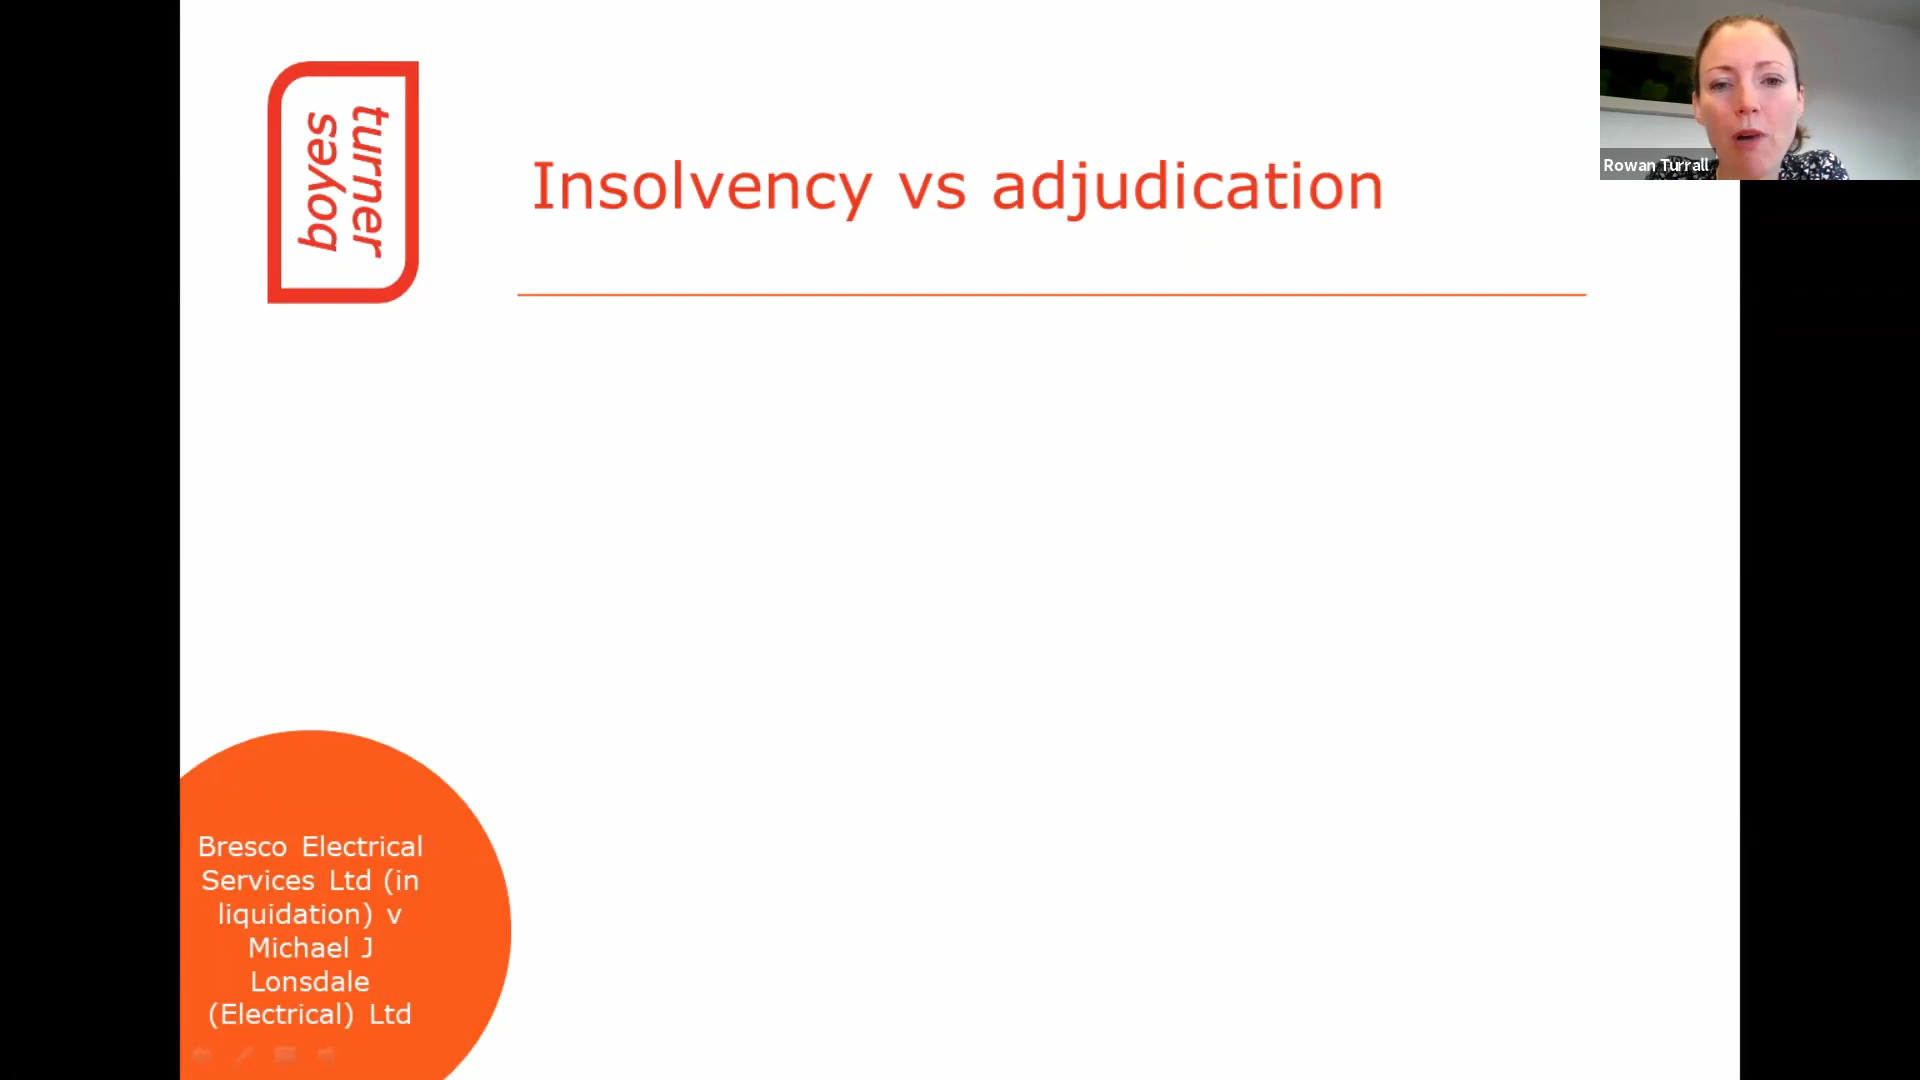 boyes
turner
Insolvency vs adjudication
Rowan Turrall
Bresco Electrical
Services Ltd (in
liquidation) v
Michael J
Lonsdale
(Electrical) Ltd